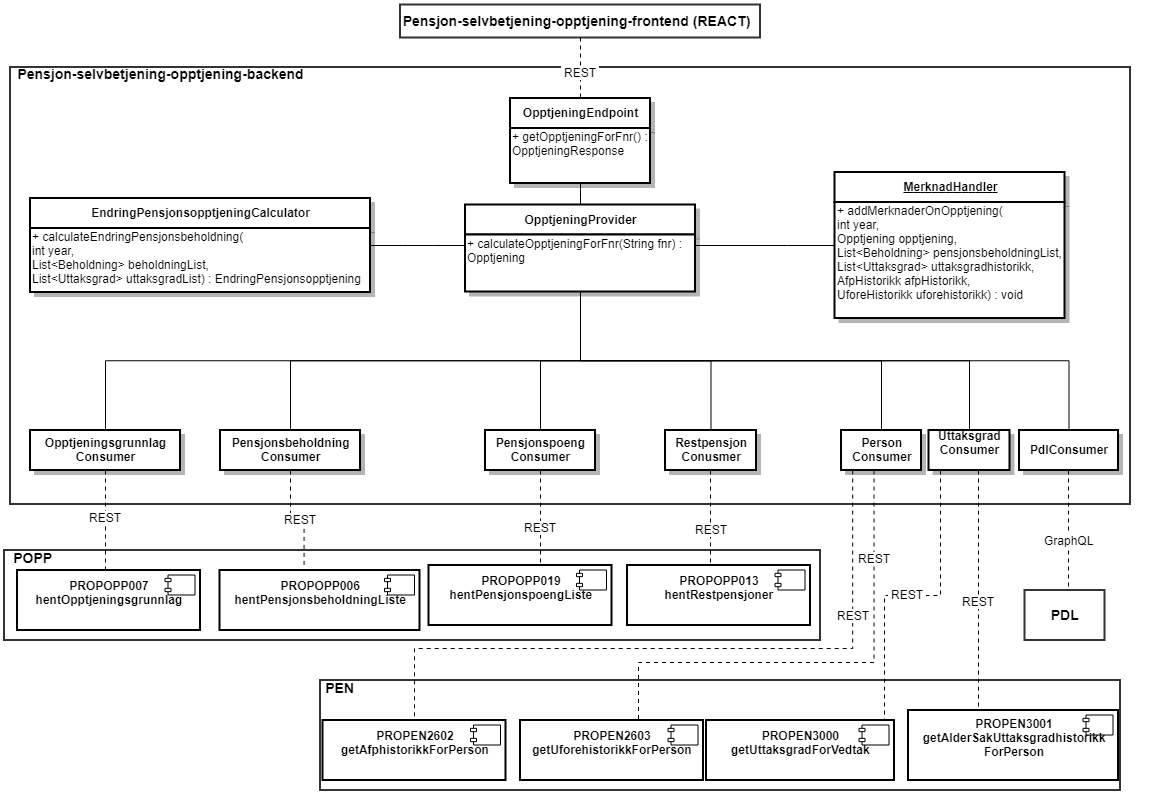 Pensjon-selvbetjening-opptjening-frontend (REACT)
REST
Pensjon-selvbetjening-opptjening-backend
OpptjeningEndpoint
+ getOpptjeningForFnr() :
OpptjeningResponse
EndringPensjonsopptjeningCalculator
+ calculateEndringPensjonsbeholdning(
int year,
List<Beholdning> beholdningList,
List<Uttaksgrad> uttaksgradList) : EndringPensjonsopptjening
OpptjeningProvider
+ calculateOpptjeningForFnr(String fnr) :
Opptjening
MerknadHandler
+ addMerknaderOnOpptjening(
int year,
Opptjening opptjening,
List<Beholdning> pensjonsbeholdningList,
List<Uttaksgrad> uttaksgradhistorikk,
AfpHistorikk afpHistorikk,
UforeHistorikk uforehistorikk) : void
Opptjeningsgrunnlag
Consumer
Pensjonsbeholdning
Consumer
Pensjonspoeng
Consumer
Restpensjon
Conusmer
Person
Consumer
Uttaksgrad
Consumer
PdlConsumer
REST
REST
REST
REST
REST
REST
REST
REST
GraphQL
POPP
PROPOPP007
hentOpptjeningsgrunnlag
PROPOPP006
hentPensjonsbeholdningListe
PROPOPP019
hentPensjonspoengListe
PROPOPP013
hentRestpensjoner
PDL
PEN
PROPEN2602
getAfphistorikkForPerson
PROPEN2603
getUforehistorikkForPerson
PROPEN3000
getUttaksgradForVedtak
PROPEN3001
getAlderSakUttaksgradhistorikk
ForPerson